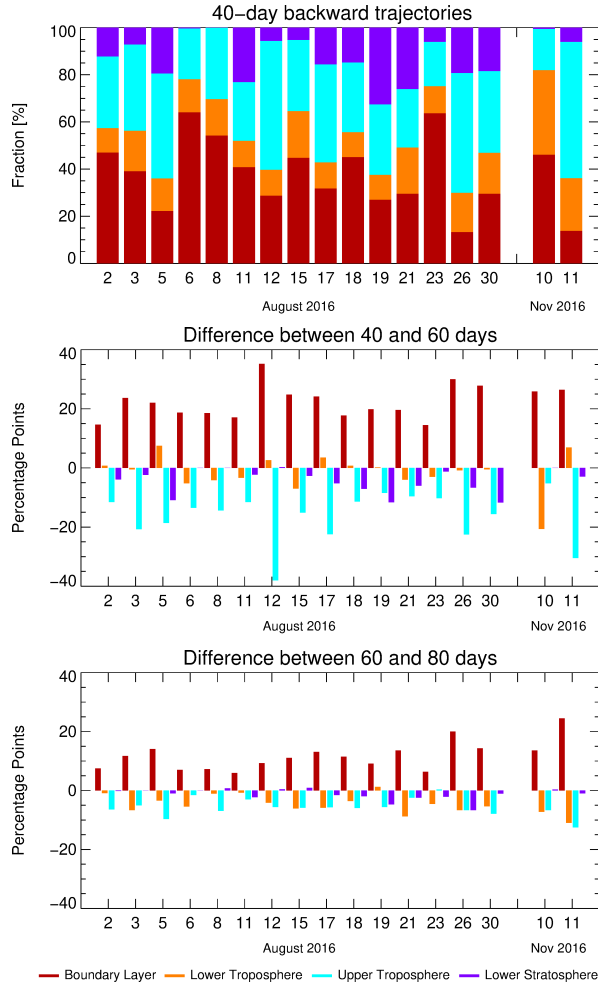 40−day backward trajectories
100
80
60
40
20
0
Fraction [%]
2 3 5 6 8 11 12 15 17 18 19 21 23 26 30 10 11
August 2016 Nov 2016
Difference between 40 and 60 days
40
20
0
−20
−40
Percentage Points
2 3 5 6 8 11 12 15 17 18 19 21 23 26 30 10 11
August 2016 Nov 2016
Difference between 60 and 80 days
40
20
0
−20
−40
Percentage Points
2 3 5 6 8 11 12 15 17 18 19 21 23 26 30 10 11
August 2016 Nov 2016
Boundary Layer Lower Troposphere Upper Troposphere Lower Stratosphere